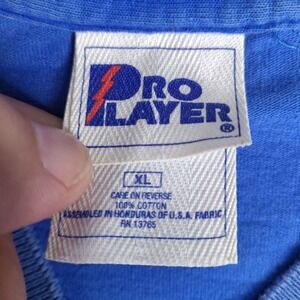 PRO
PLAYER®
XL
CARE ON REVERSE
100% COTTON
ASSEMBLED IN HONDURAS OF U.S.A. FABRIC
RN 13765